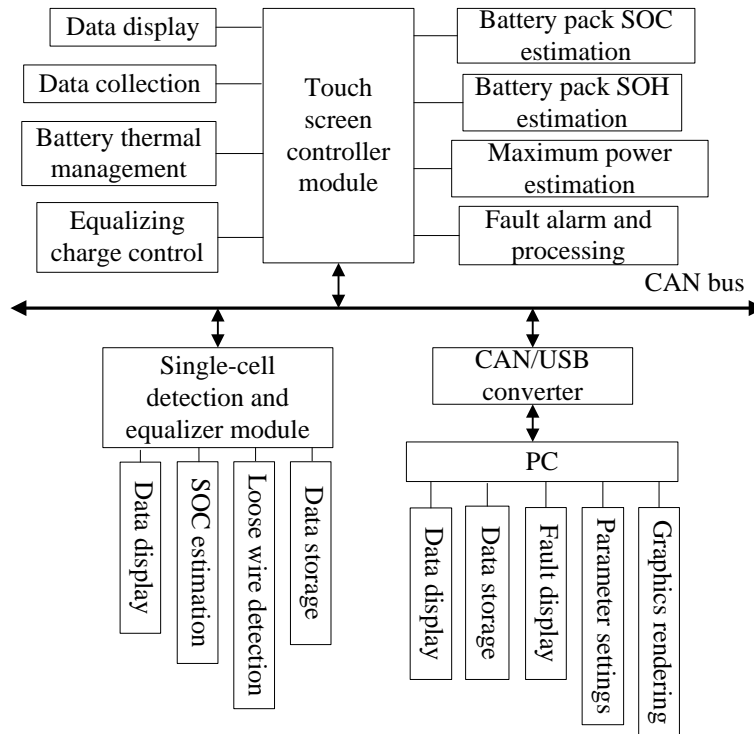 Data display
Data collection
Battery thermal
management
Equalizing
charge control
Touch
screen
controller
module
Battery pack SOC
estimation
Battery pack SOH
estimation
Maximum power
estimation
Fault alarm and
processing
CAN bus
Single-cell
detection and
equalizer module
Data display
SOC estimation
Loose wire detection
Data storage
CAN/USB
converter
PC
Data display
Data storage
Fault display
Parameter settings
Graphics rendering